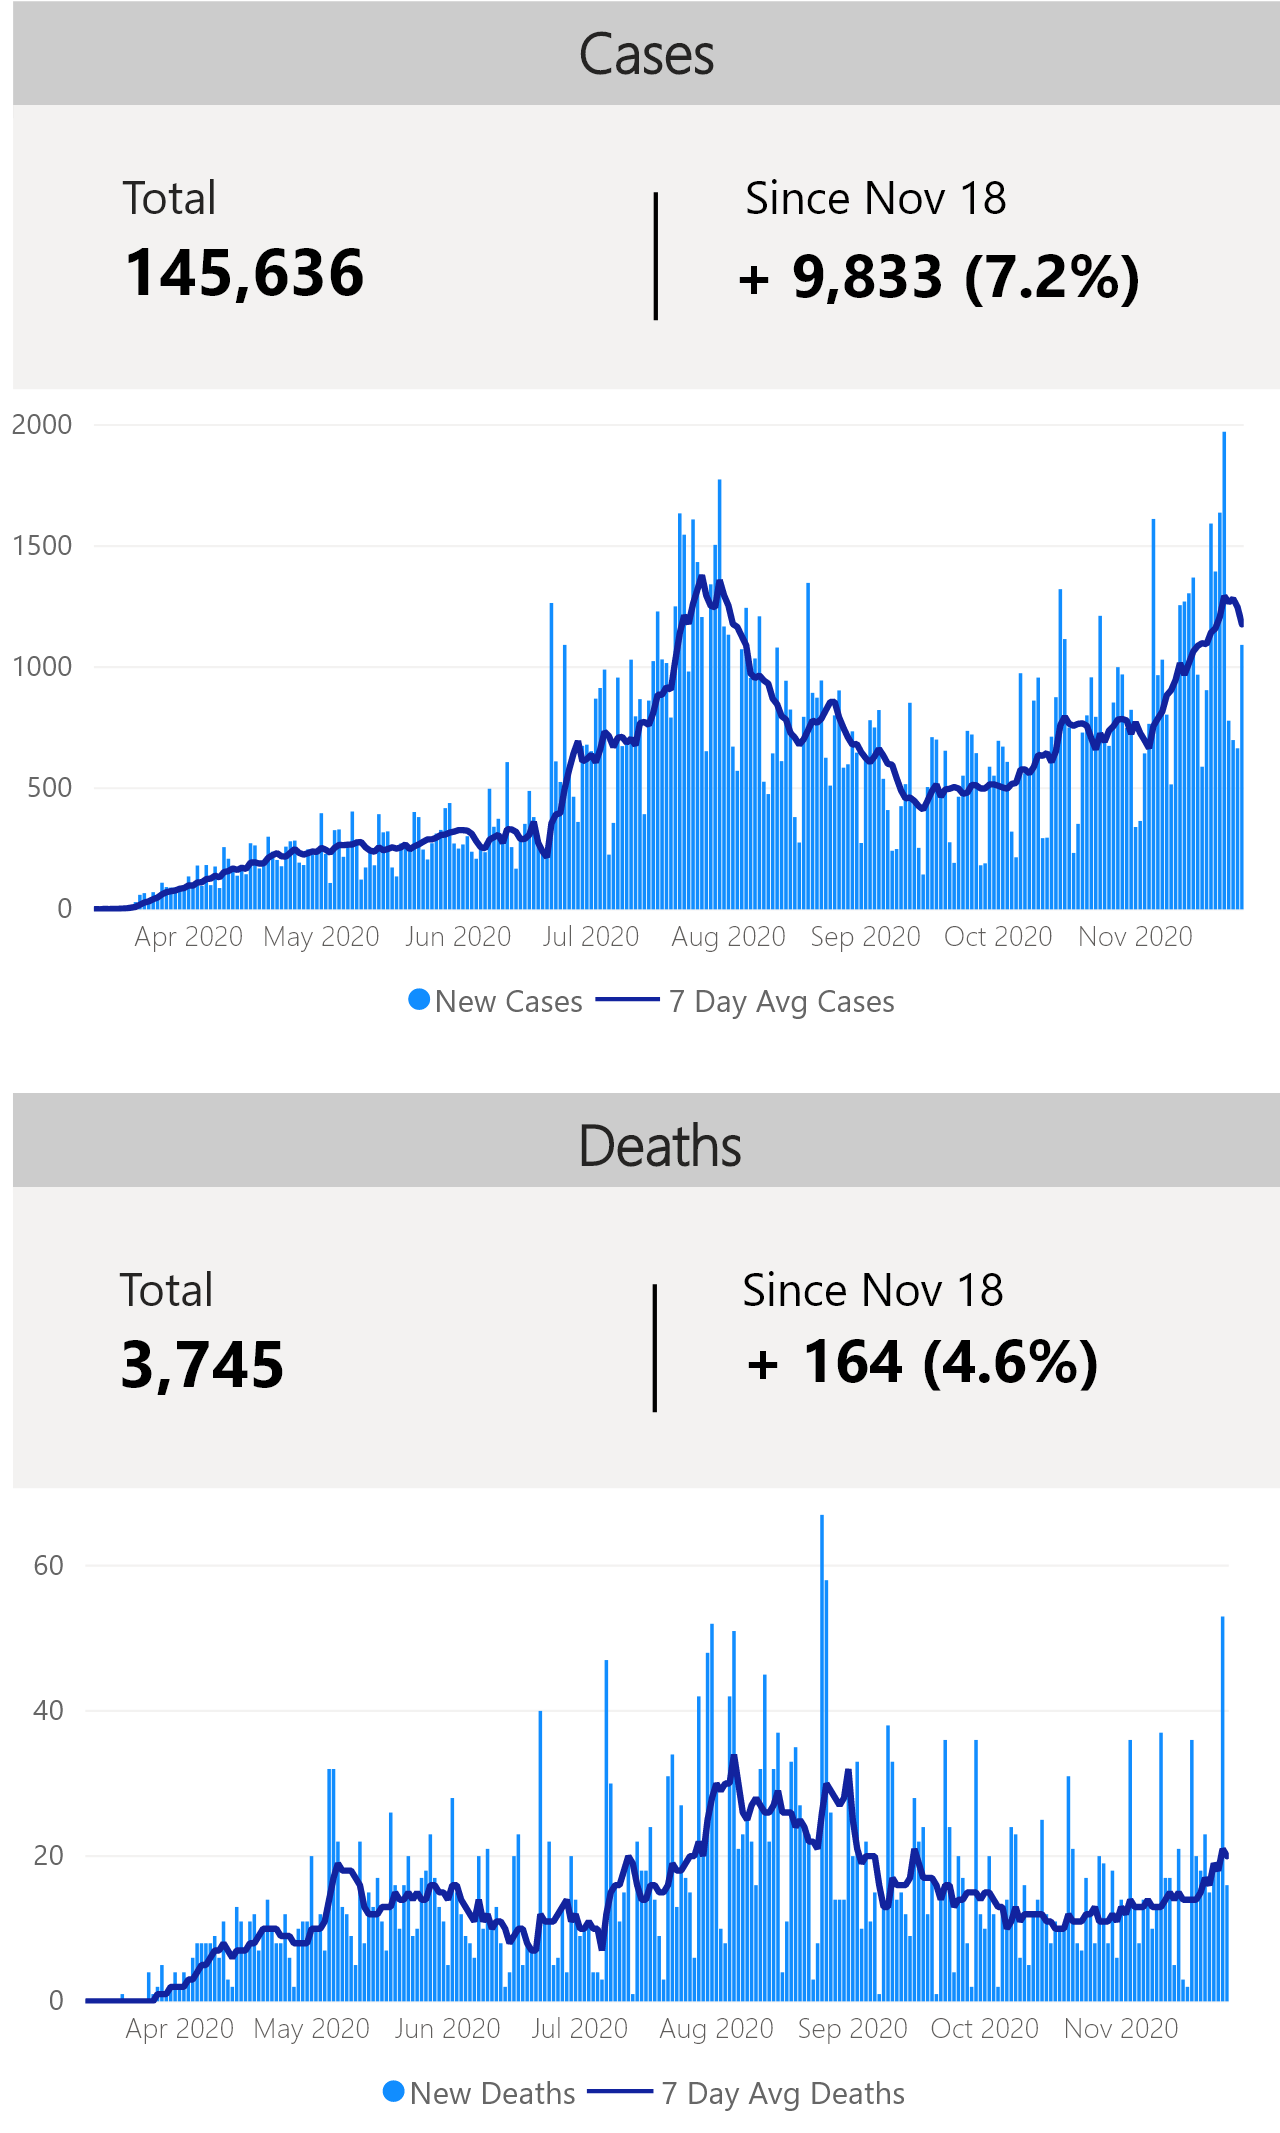 Cases
Total
Since Nov 18
145,636
+ 9,833 (7.2%)
2000
1500
1000
500
0
Apr 2020 May 2020 Jun 2020 Jul 2020 Aug 2020 Sep 2020 Oct 2020 Nov 2020
New Cases 7 Day Avg Cases
Deaths
Total
Since Nov 18
3,745
+ 164 (4.6%)
60
40
20
0
Apr 2020 May 2020 Jun 2020 Jul 2020 Aug 2020 Sep 2020 Oct 2020 Nov 2020
New Deaths 7 Day Avg Deaths